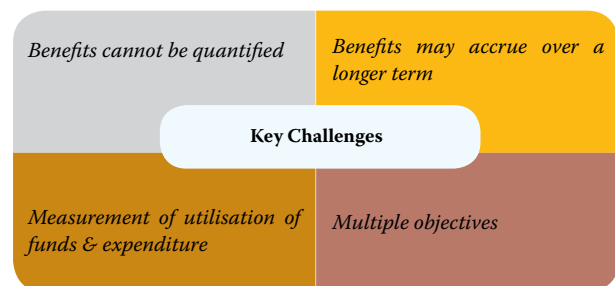 Benefits cannot be quantified
Benefits may accrue over a
longer term
Key Challenges
Measurement of utilisation of
funds & expenditure
Multiple objectives